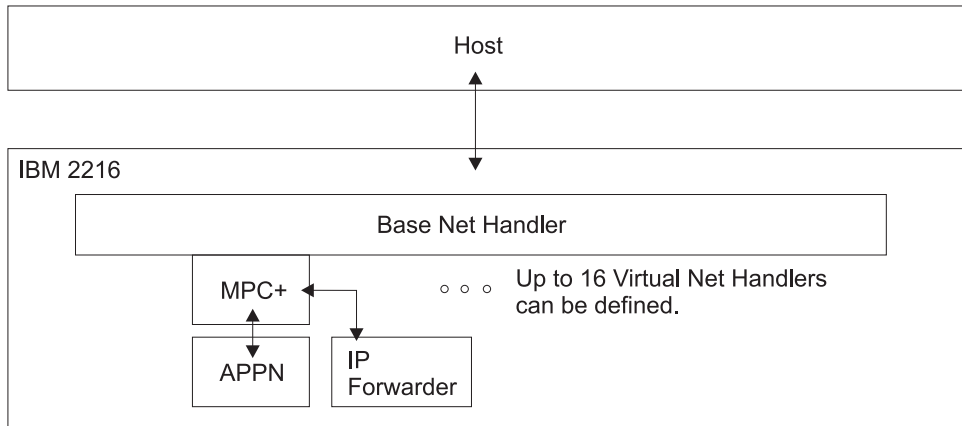 Host
IBM 2216
Base Net Handler
MPC+
Up to 16 Virtual Net Handlers
can be defined.
APPN
IP
Forwarder